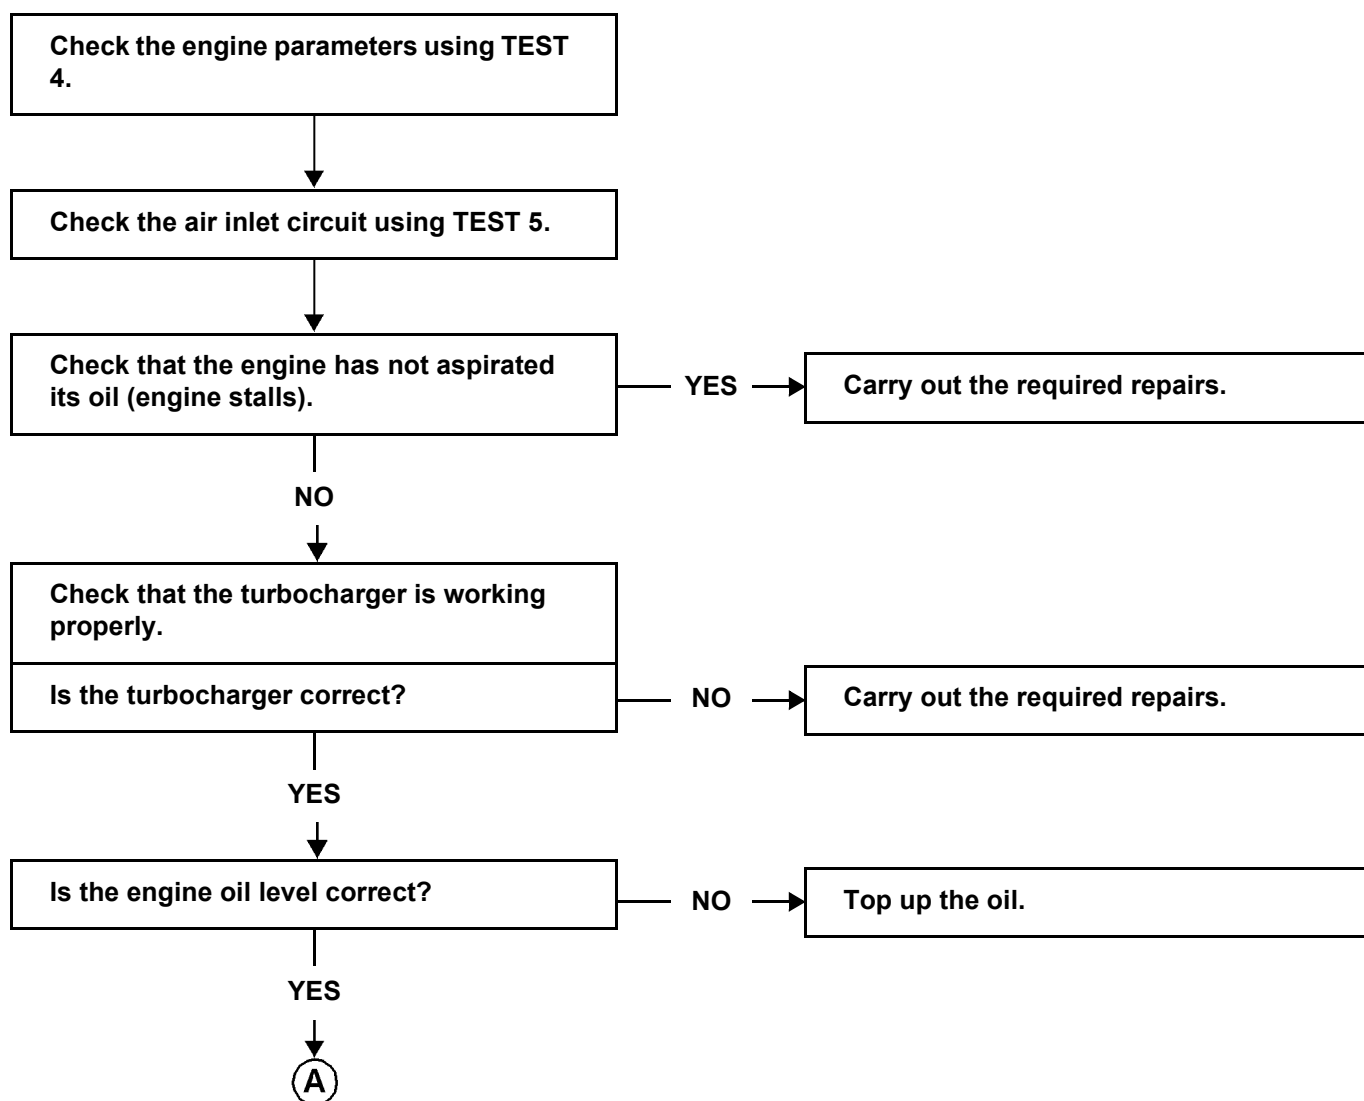 Check the engine parameters using TEST
4.
Check the air inlet circuit using TEST 5.
Check that the engine has not aspirated
its oil (engine stalls).
YES
Carry out the required repairs.
NO
Check that the turbocharger is working
properly.
Is the turbocharger correct?
NO
Carry out the required repairs.
YES
Is the engine oil level correct?
NO
Top up the oil.
YES
A